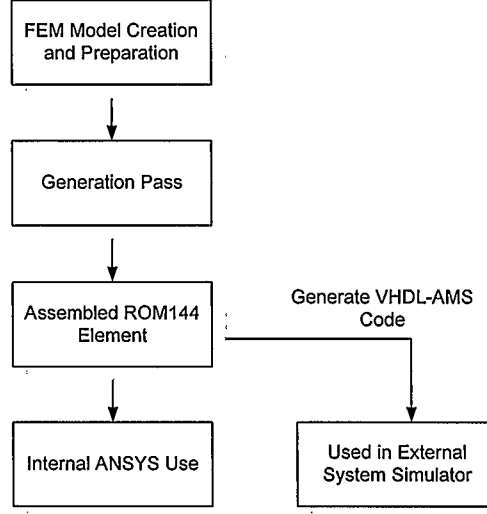 FEM Model Creation
and Preparation
Generation Pass
Assembled ROM144
Element
Generate VHDL-AMS
Code
Internal ANSYS Use
Used in External
System Simulator